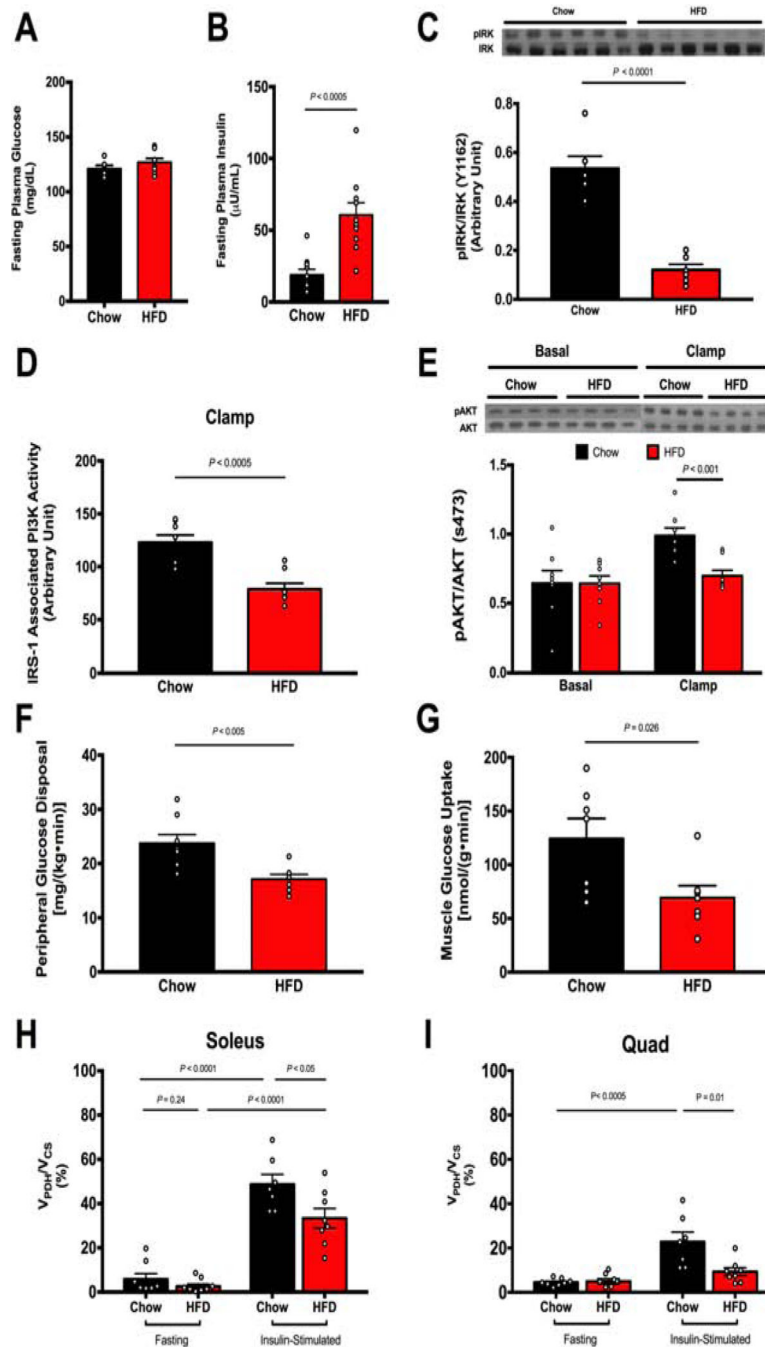 A
Fasting Plasma Glucose
(mg/dL)
200
150
100
50
0
Chow HFD
B
Fasting Plasma Insulin
(μU/mL)
150
100
50
0
P < 0.0005
Chow HFD
C
Chow HFD
pIRK
IRK
P < 0.0001
pIRK/IRK (Y1162)
(Arbitrary Unit)
0.8
0.6
0.4
0.2
0.0
Chow HFD
D
Clamp
IRS-1 Associated PI3K Activity
(Arbitrary Unit)
200
150
100
50
0
P < 0.0005
Chow HFD
E
Basal Clamp
Chow HFD Chow HFD
pAKT
AKT
Chow HFD
pAKT/AKT (s473)
1.5
1.0
0.5
0.0
P < 0.001
Basal Clamp
F
Peripheral Glucose Disposal
[mg/(kg•min)]
40
30
20
10
0
P < 0.005
Chow HFD
G
Muscle Glucose Uptake
[nmol/(g•min)]
200
150
100
50
0
P = 0.026
Chow HFD
H
Soleus
VPDH/VCS
(%)
100
80
60
40
20
0
P < 0.0001 P < 0.05
P = 0.24 P < 0.0001
Chow HFD Chow HFD
Fasting Insulin-Stimulated
I
Quad
VPDH/VCS
(%)
100
80
60
40
20
0
P< 0.0005 P = 0.01
Chow HFD Chow HFD
Fasting Insulin-Stimulated